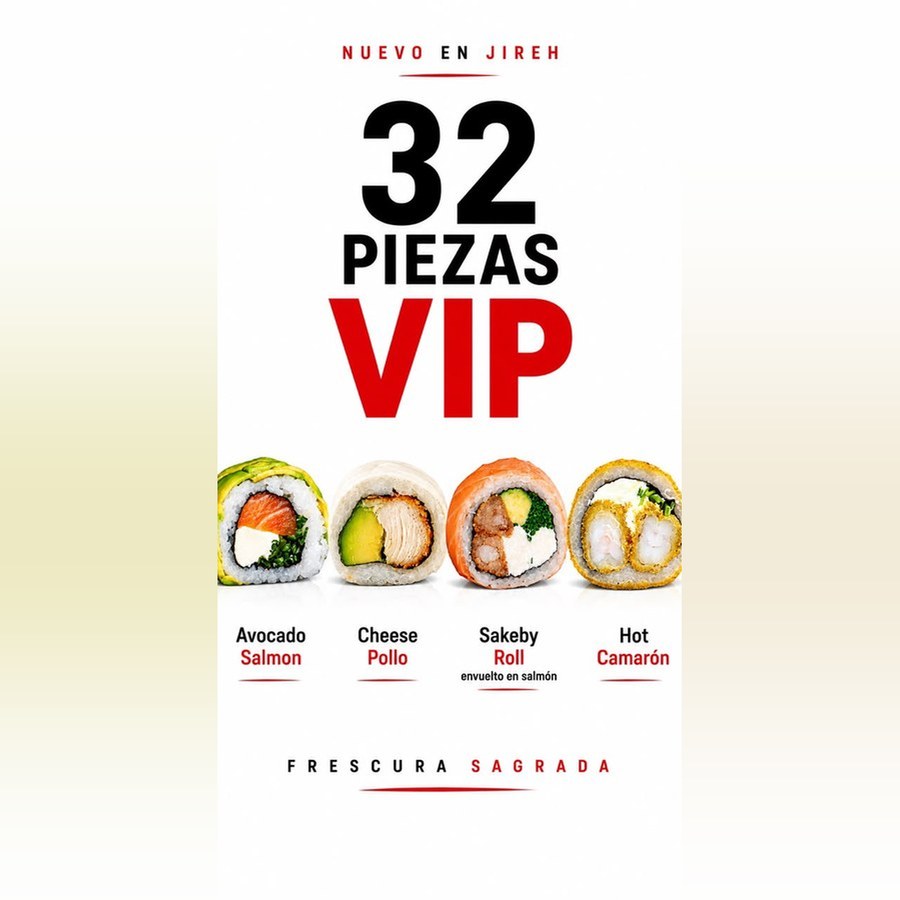 NUEVO EN JIREH
32
PIEZAS
VIP
Avocado
Salmon
Cheese
Pollo
Sakeby
Roll
envuelto en salmón
Hot
Camarón
FRESCURA SAGRADA